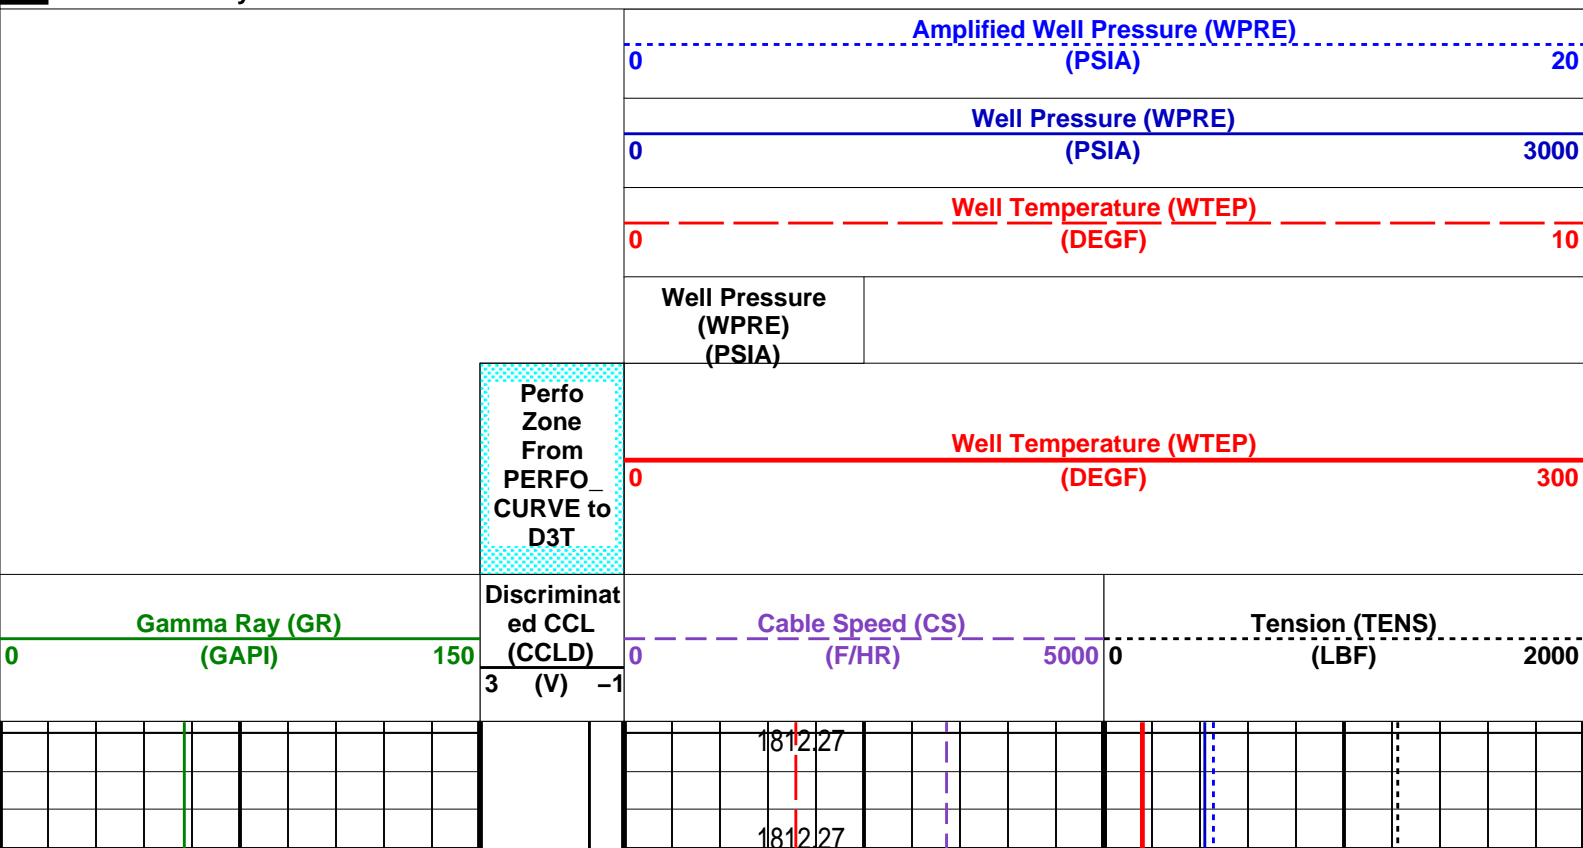 Amplified Well Pressure (WPRE)
0 (PSIA) 20
Well Pressure (WPRE)
0 (PSIA) 3000
Well Temperature (WTEP)
0 (DEGF) 10
Well Pressure
(WPRE)
(PSIA)
Perfo
Zone
From
PERFO_
CURVE to
D3T
Well Temperature (WTEP)
0 (DEGF) 300
Gamma Ray (GR)
0 (GAPI) 150
Discriminat
ed CCL
(CCLD)
3 (V) −1
Cable Speed (CS)
0 (F/HR) 5000
Tension (TENS)
0 (LBF) 2000
1812.27
1812.27